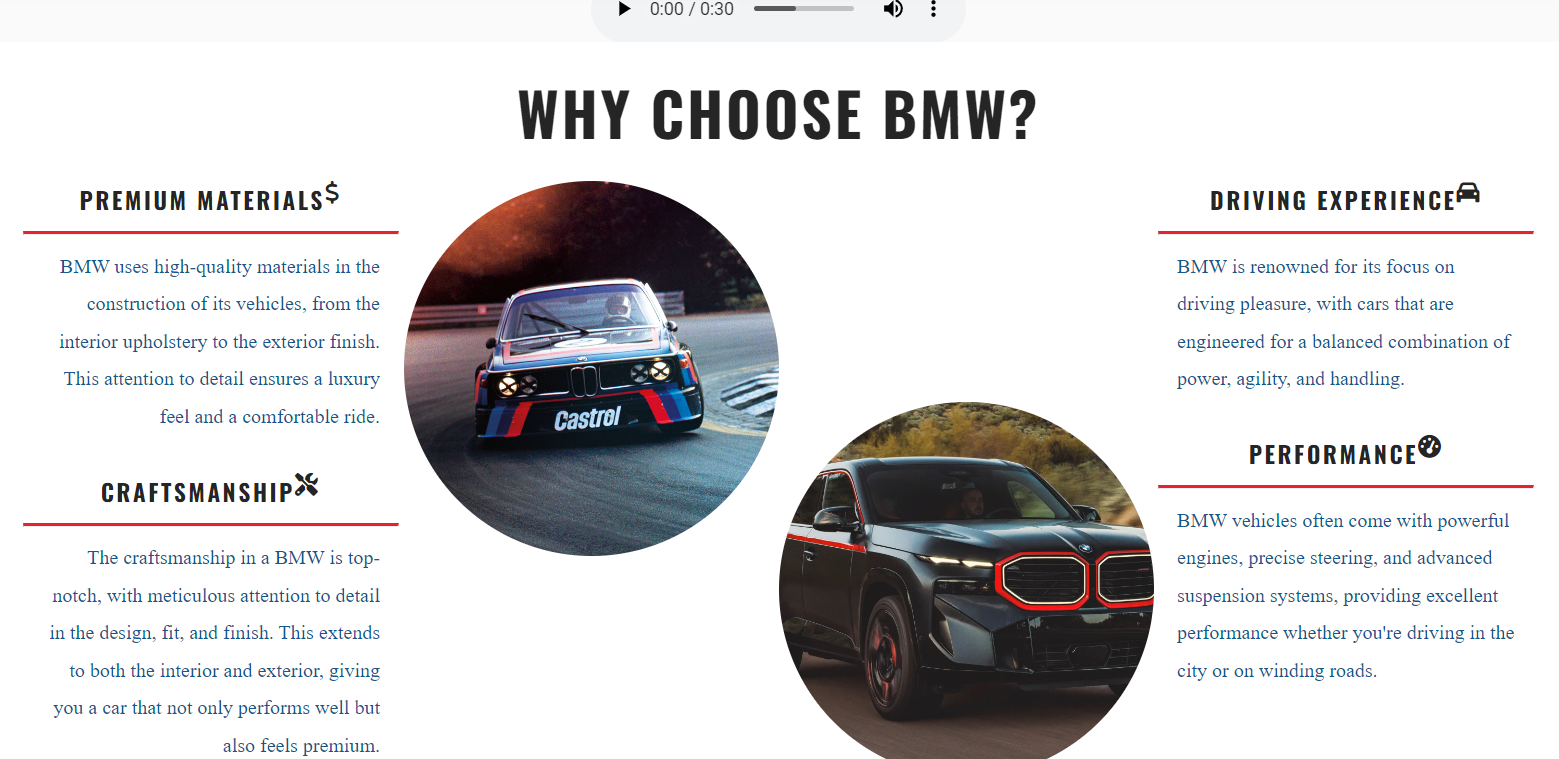 0:00 / 0:30
WHY CHOOSE BMW?
PREMIUM MATERIALS
BMW uses high-quality materials in the
construction of its vehicles, from the
interior upholstery to the exterior finish.
This attention to detail ensures a luxury
feel and a comfortable ride.
CRAFTSMANSHIP
The craftsmanship in a BMW is top-
notch, with meticulous attention to detail
in the design, fit, and finish. This extends
to both the interior and exterior, giving
you a car that not only performs well but
also feels premium.
Castrol
DRIVING EXPERIENCE
BMW is renowned for its focus on
driving pleasure, with cars that are
engineered for a balanced combination of
power, agility, and handling.
PERFORMANCE
BMW vehicles often come with powerful
engines, precise steering, and advanced
suspension systems, providing excellent
performance whether you're driving in the
city or on winding roads.